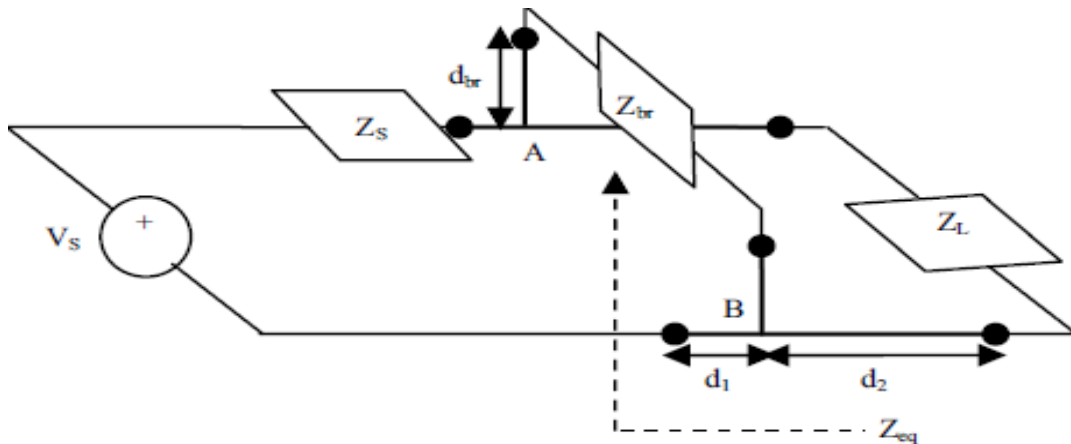 d_br
Z_br
Z_S
A
V_S
+
Z_L
B
d_1
d_2
Z_eq